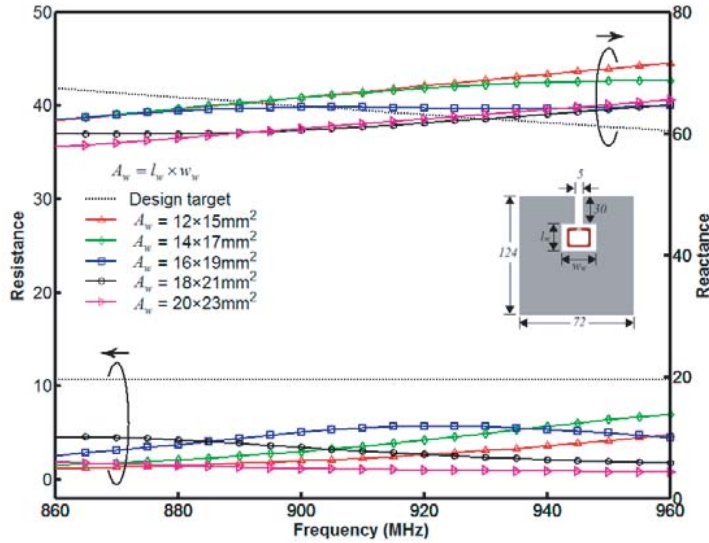 50
40
30
20
10
0
Resistance
80
60
40
20
0
Reactance
860
880
900
920
940
960
Frequency (MHz)
A_w = l_w × w_w
Design target
A_w = 12×15mm²
A_w = 14×17mm²
A_w = 16×19mm²
A_w = 18×21mm²
A_w = 20×23mm²
5
30
l_w
w_w
124
72